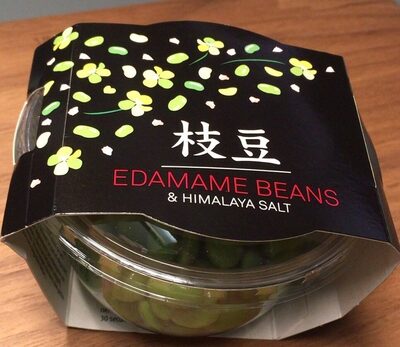 枝豆
EDAMAME BEANS
& HIMALAYA SALT